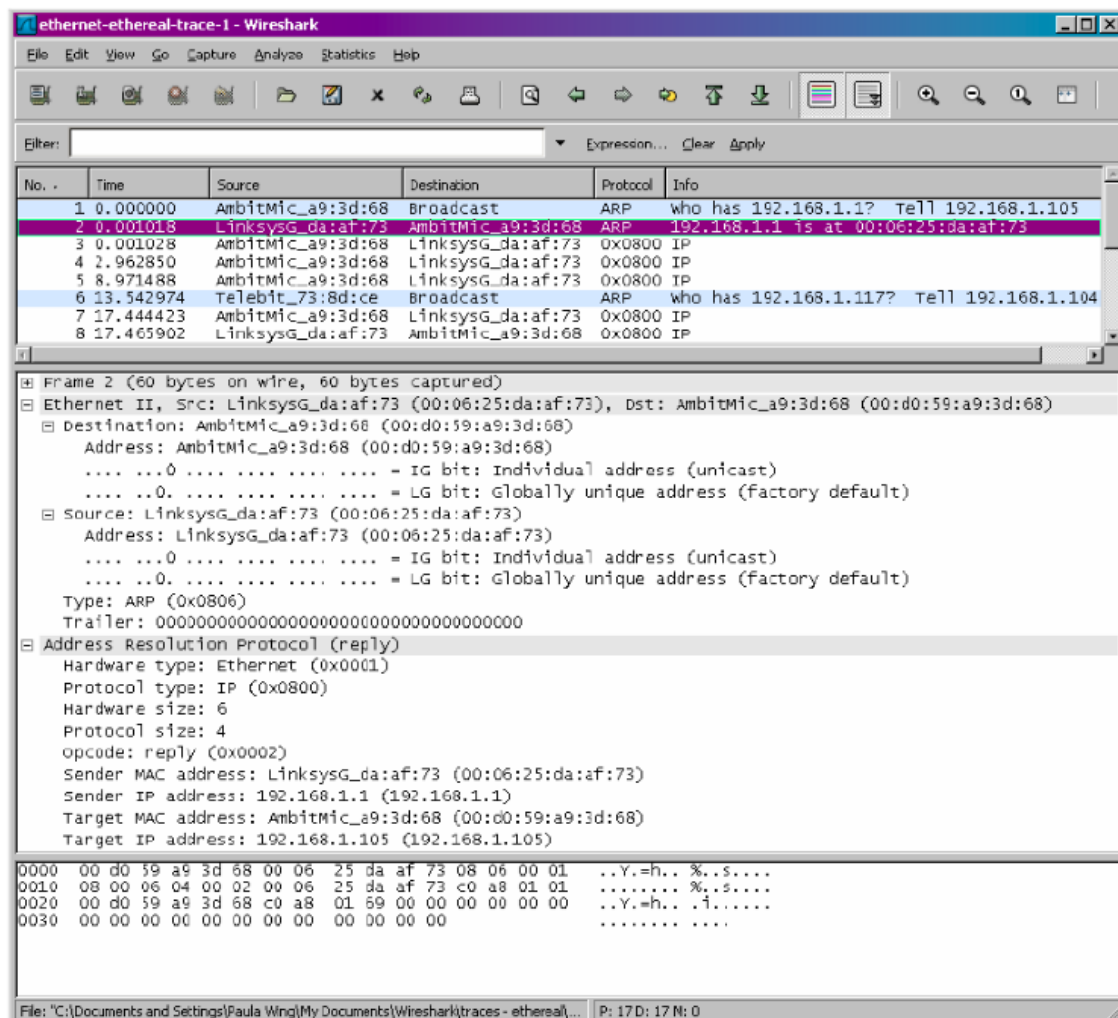 ethernet-ethereal-trace-1 - Wireshark
File Edit View Go Capture Analyze Statistics Help
Filter: Expression... Clear Apply
No. . Time Source Destination Protocol Info
1 0.000000 AmbitMic_a9:3d:68 Broadcast ARP who has 192.168.1.1? Tell 192.168.1.105
2 0.001018 LinksysG_da:af:73 AmbitMic_a9:3d:68 ARP 192.168.1.1 is at 00:06:25:da:af:73
3 0.001028 AmbitMic_a9:3d:68 LinksysG_da:af:73 0x0800 IP
4 2.962850 AmbitMic_a9:3d:68 LinksysG_da:af:73 0x0800 IP
5 8.971488 AmbitMic_a9:3d:68 LinksysG_da:af:73 0x0800 IP
6 13.542974 Telebit_73:8d:ce Broadcast ARP who has 192.168.1.117? Tell 192.168.1.104
7 17.444423 AmbitMic_a9:3d:68 LinksysG_da:af:73 0x0800 IP
8 17.465902 LinksysG_da:af:73 AmbitMic_a9:3d:68 0x0800 IP
Frame 2 (60 bytes on wire, 60 bytes captured)
Ethernet II, Src: LinksysG_da:af:73 (00:06:25:da:af:73), Dst: AmbitMic_a9:3d:68 (00:d0:59:a9:3d:68)
Destination: AmbitMic_a9:3d:68 (00:d0:59:a9:3d:68)
Address: AmbitMic_a9:3d:68 (00:d0:59:a9:3d:68)
.... ...0 .... .... .... .... = IG bit: Individual address (unicast)
.... ..0. .... .... .... .... = LG bit: Globally unique address (factory default)
Source: LinksysG_da:af:73 (00:06:25:da:af:73)
Address: LinksysG_da:af:73 (00:06:25:da:af:73)
.... ...0 .... .... .... .... = IG bit: Individual address (unicast)
.... ..0. .... .... .... .... = LG bit: Globally unique address (factory default)
Type: ARP (0x0806)
Trailer: 000000000000000000000000000000000000
Address Resolution Protocol (reply)
Hardware type: Ethernet (0x0001)
Protocol type: IP (0x0800)
Hardware size: 6
Protocol size: 4
Opcode: reply (0x0002)
Sender MAC address: LinksysG_da:af:73 (00:06:25:da:af:73)
Sender IP address: 192.168.1.1 (192.168.1.1)
Target MAC address: AmbitMic_a9:3d:68 (00:d0:59:a9:3d:68)
Target IP address: 192.168.1.105 (192.168.1.105)
0000 00 d0 59 a9 3d 68 00 06 25 da af 73 08 06 00 01 ..Y.=h.. %..s....
0010 08 00 06 04 00 02 00 06 25 da af 73 c0 a8 01 01 ........ %..s....
0020 00 d0 59 a9 3d 68 c0 a8 01 69 00 00 00 00 00 00 ..Y.=h.. .i......
0030 00 00 00 00 00 00 00 00 00 00 00 00 ........ ....
File: "C:\Documents and Settings\Paula Wing\My Documents\Wireshark\traces - ethereal\... P: 17 D: 17 M: 0